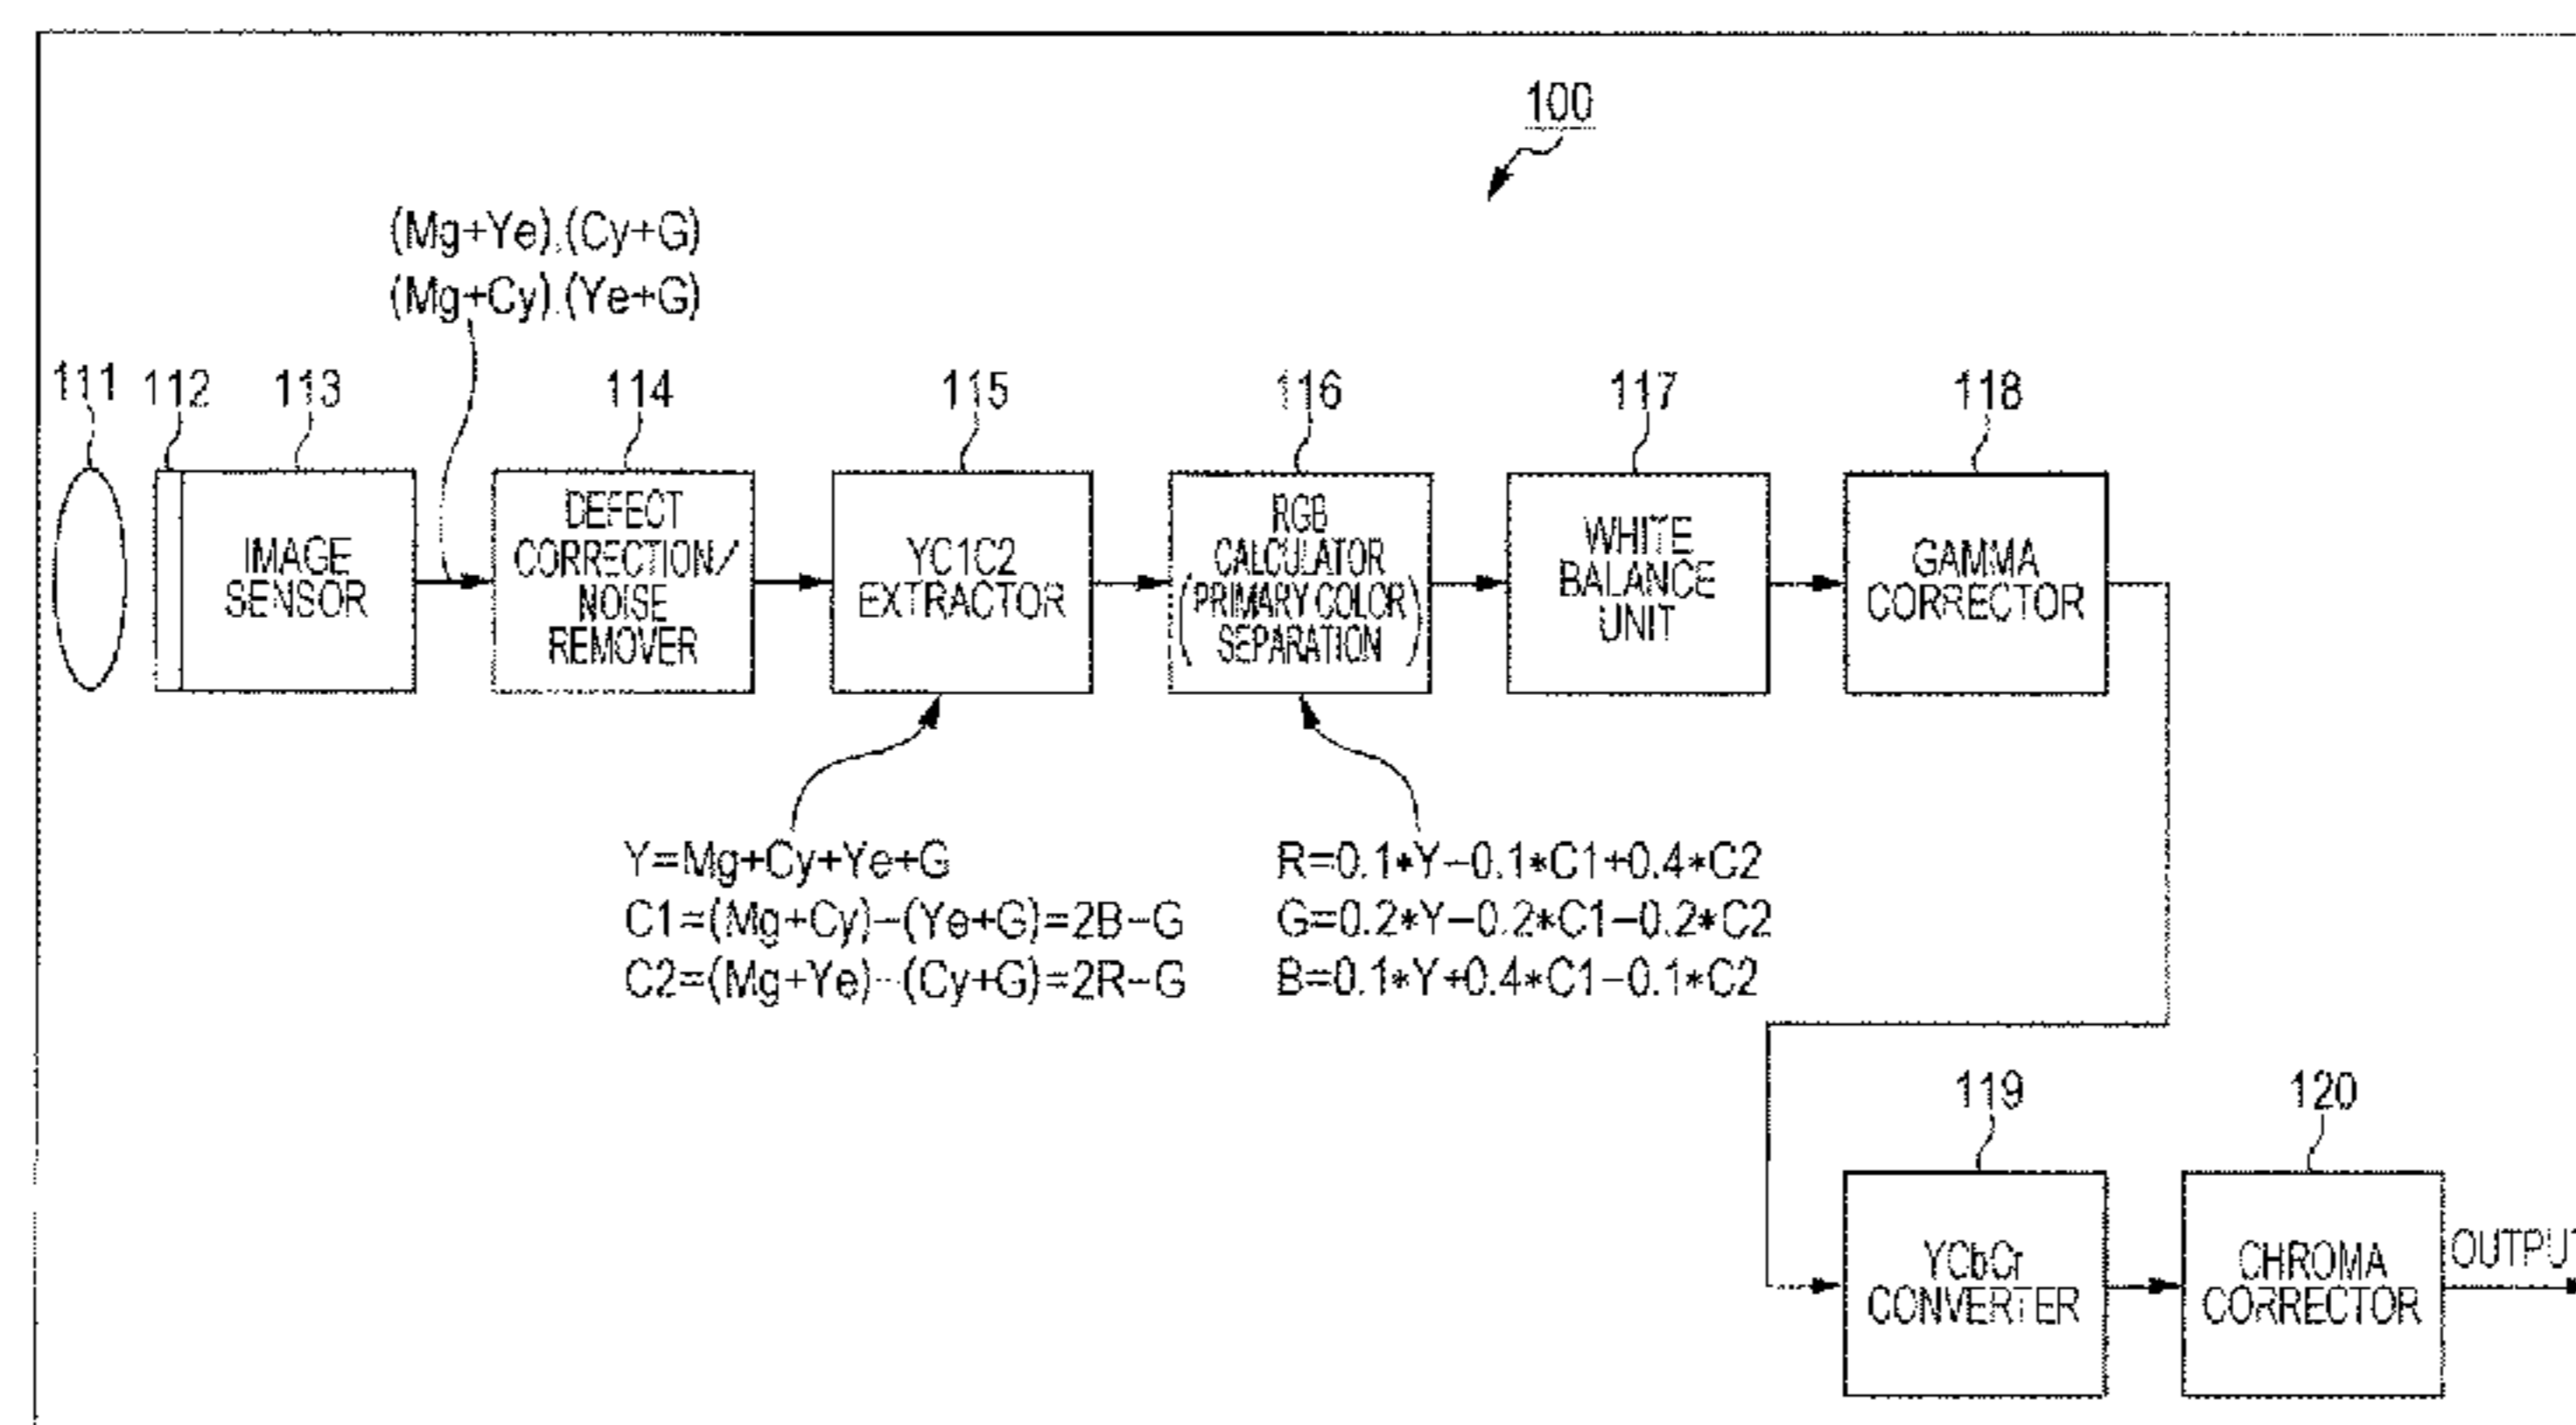 100
(Mg+Ye).(Cy+G)
(Mg+Cy).(Ye+G)
111
112
113
114
115
116
117
118
IMAGE
SENSOR
DEFECT
CORRECTION/
NOISE
REMOVER
YC1C2
EXTRACTOR
RGB
CALCULATOR
(PRIMARY COLOR
SEPARATION)
WHITE
BALANCE
UNIT
GAMMA
CORRECTOR
Y=Mg+Cy+Ye+G
C1=(Mg+Cy)-(Ye+G)=2B-G
C2=(Mg+Ye)-(Cy+G)=2R-G
R=0.1*Y-0.1*C1+0.4*C2
G=0.2*Y-0.2*C1-0.2*C2
B=0.1*Y+0.4*C1-0.1*C2
119
120
YCbCr
CONVERTER
CHROMA
CORRECTOR
OUTPUT